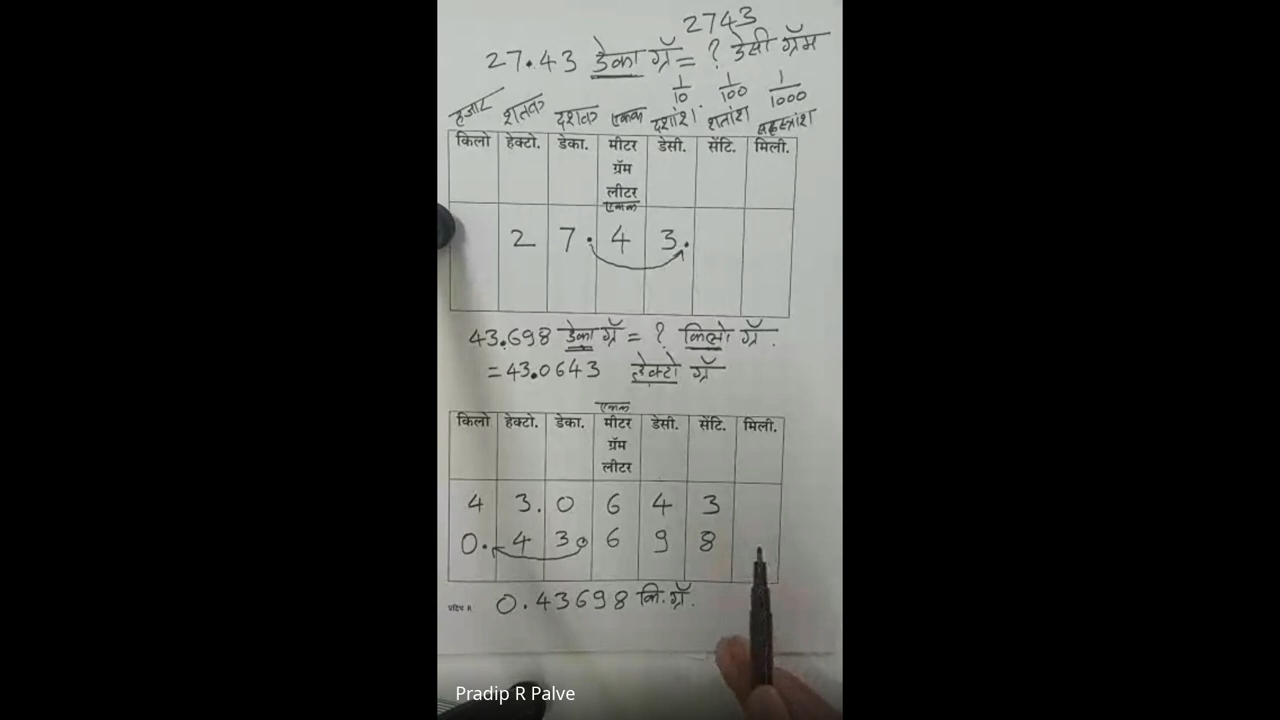 2743
27.43 डेका ग्रॅ = ? डेसी ग्रॅम
1/10 1/100 1/1000
हजार शतक दशक एकक दशांश शतांश सहस्त्रांश
किलो हेक्टो. डेका. मीटर डेसी. सेंटि. मिली.
ग्रॅम
लीटर
एकक
2 7 . 4 3 .
43.698 डेका ग्रॅ = ? किलो ग्रॅ.
= 43.0643 हेक्टो ग्रॅ
एकक
किलो हेक्टो. डेका. मीटर डेसी. सेंटि. मिली.
ग्रॅम
लीटर
4 3 . 0 6 4 3
0 . 4 3 . 6 9 8
0.43698 कि.ग्रॅ.
Pradip R Palve